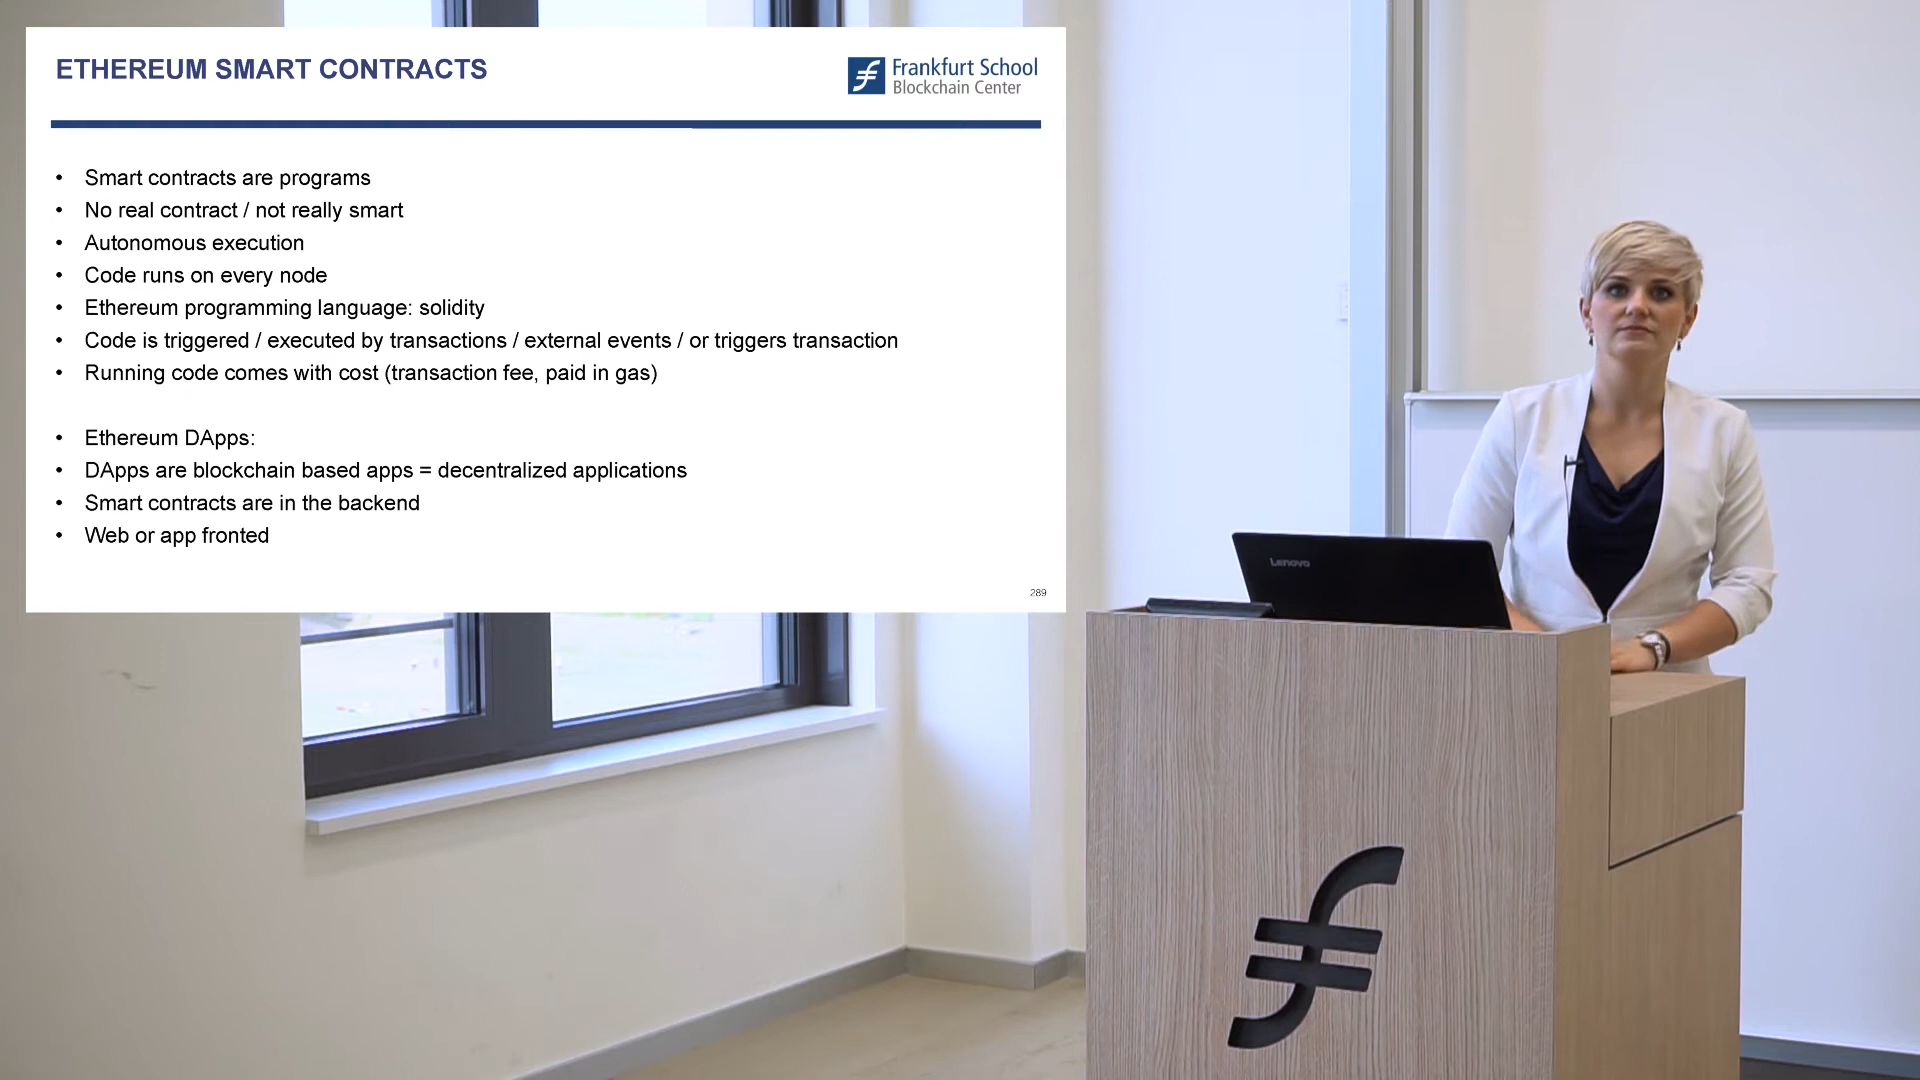 ETHEREUM SMART CONTRACTS
Frankfurt School
Blockchain Center
• Smart contracts are programs
• No real contract / not really smart
• Autonomous execution
• Code runs on every node
• Ethereum programming language: solidity
• Code is triggered / executed by transactions / external events / or triggers transaction
• Running code comes with cost (transaction fee, paid in gas)
• Ethereum DApps:
• DApps are blockchain based apps = decentralized applications
• Smart contracts are in the backend
• Web or app fronted
289
Lenovo